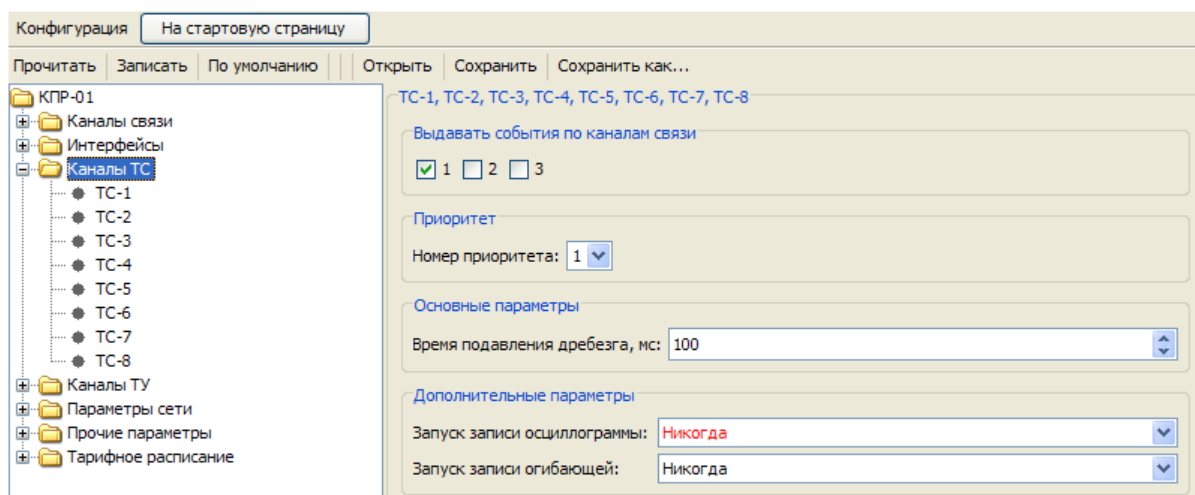 Конфигурация На стартовую страницу
Прочитать Записать По умолчанию Открыть Сохранить Сохранить как...
КПР-01
Каналы связи
Интерфейсы
Каналы ТС
ТС-1
ТС-2
ТС-3
ТС-4
ТС-5
ТС-6
ТС-7
ТС-8
Каналы ТУ
Параметры сети
Прочие параметры
Тарифное расписание
ТС-1, ТС-2, ТС-3, ТС-4, ТС-5, ТС-6, ТС-7, ТС-8
Выдавать события по каналам связи
1 2 3
Приоритет
Номер приоритета: 1
Основные параметры
Время подавления дребезга, мс: 100
Дополнительные параметры
Запуск записи осциллограммы: Никогда
Запуск записи огибающей: Никогда